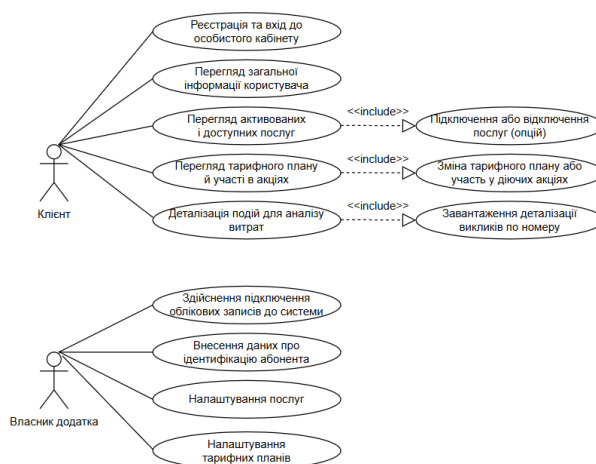 Реєстрація та вхід до
особистого кабінету
Перегляд загальної
інформації користувача
Перегляд активованих
і доступних послуг
<<include>>
Підключення або відключення
послуг (опцій)
Перегляд тарифного плану
й участі в акціях
<<include>>
Зміна тарифного плану або
участь у діючих акціях
Деталізація подій для аналізу
витрат
<<include>>
Завантаження деталізації
викликів по номеру
Клієнт
Здійснення підключення
облікових записів до системи
Внесення даних про
ідентифікацію абонента
Налаштування послуг
Налаштування
тарифних планів
Власник додатка